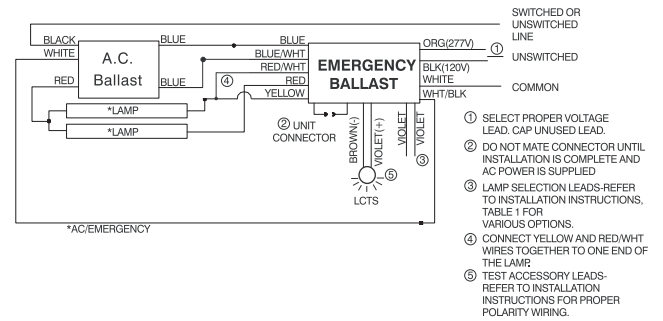 SWITCHED OR
UNSWITCHED
LINE
BLACK
BLUE
BLUE
ORG(277V)
①
WHITE
A.C.
Ballast
BLUE/WHT
EMERGENCY
BALLAST
UNSWITCHED
RED/WHT
BLK(120V)
RED
BLUE
④
RED
WHITE
COMMON
YELLOW
WHT/BLK
*LAMP
*LAMP
② UNIT
CONNECTOR
BROWN(-)
VIOLET(+)
VIOLET
VIOLET
③
⑤
LCTS
*AC/EMERGENCY
① SELECT PROPER VOLTAGE
LEAD. CAP UNUSED LEAD.
② DO NOT MATE CONNECTOR UNTIL
INSTALLATION IS COMPLETE AND
AC POWER IS SUPPLIED
③ LAMP SELECTION LEADS-REFER
TO INSTALLATION INSTRUCTIONS,
TABLE 1 FOR
VARIOUS OPTIONS.
④ CONNECT YELLOW AND RED/WHT
WIRES TOGETHER TO ONE END OF
THE LAMP.
⑤ TEST ACCESSORY LEADS-
REFER TO INSTALLATION
INSTRUCTIONS FOR PROPER
POLARITY WIRING.